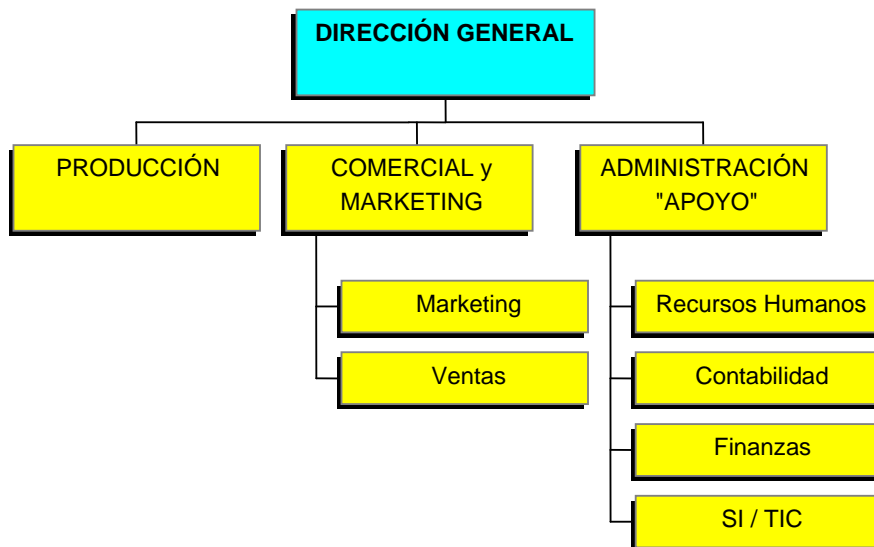 DIRECCIÓN GENERAL
PRODUCCIÓN
COMERCIAL y
MARKETING
ADMINISTRACIÓN
"APOYO"
Marketing
Ventas
Recursos Humanos
Contabilidad
Finanzas
SI / TIC